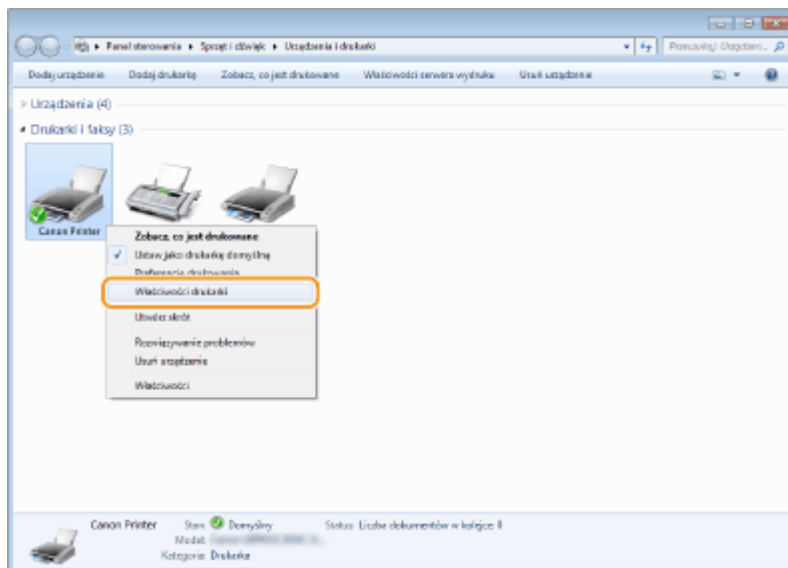 Panel sterowania ▸ Sprzęt i dźwięk ▸ Urządzenia i drukarki
Dodaj urządzenie Dodaj drukarkę Zobacz, co jest drukowane Właściwości serwera wydruku Usuń urządzenie
Urządzenia (4)
Drukarki i faksy (3)
Canon Printer
Zobacz, co jest drukowane
Ustaw jako drukarkę domyślną
Preferencje drukowania
Właściwości drukarki
Utwórz skrót
Rozwiązywanie problemów
Usuń urządzenie
Właściwości
Canon Printer Stan: Domyślny Status: Liczba dokumentów w kolejce: 0
Model:
Kategoria: Drukarka